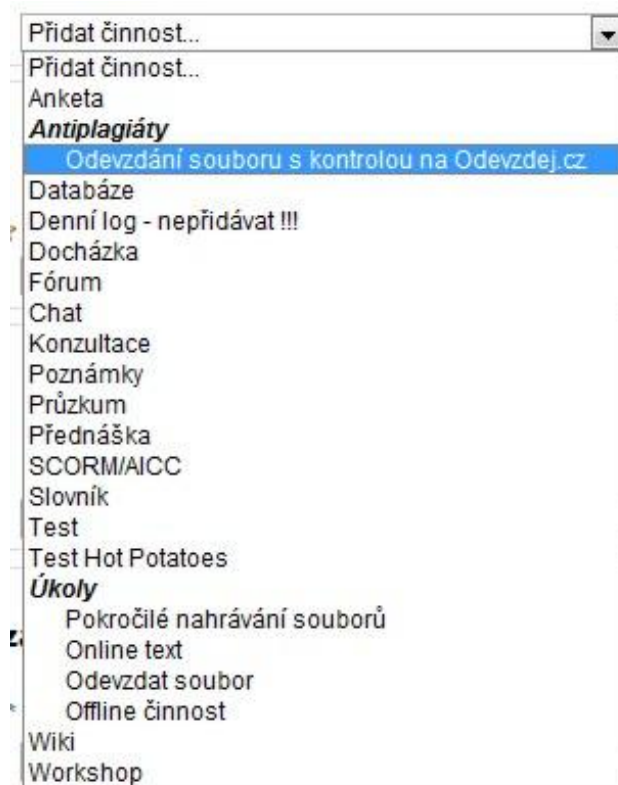 Přidat činnost...
Přidat činnost...
Anketa
Antiplagiáty
Odevzdání souboru s kontrolou na Odevzdej.cz
Databáze
Denní log - nepřidávat !!!
Docházka
Fórum
Chat
Konzultace
Poznámky
Průzkum
Přednáška
SCORM/AICC
Slovník
Test
Test Hot Potatoes
Úkoly
Pokročilé nahrávání souborů
Online text
Odevzdat soubor
Offline činnost
Wiki
Workshop